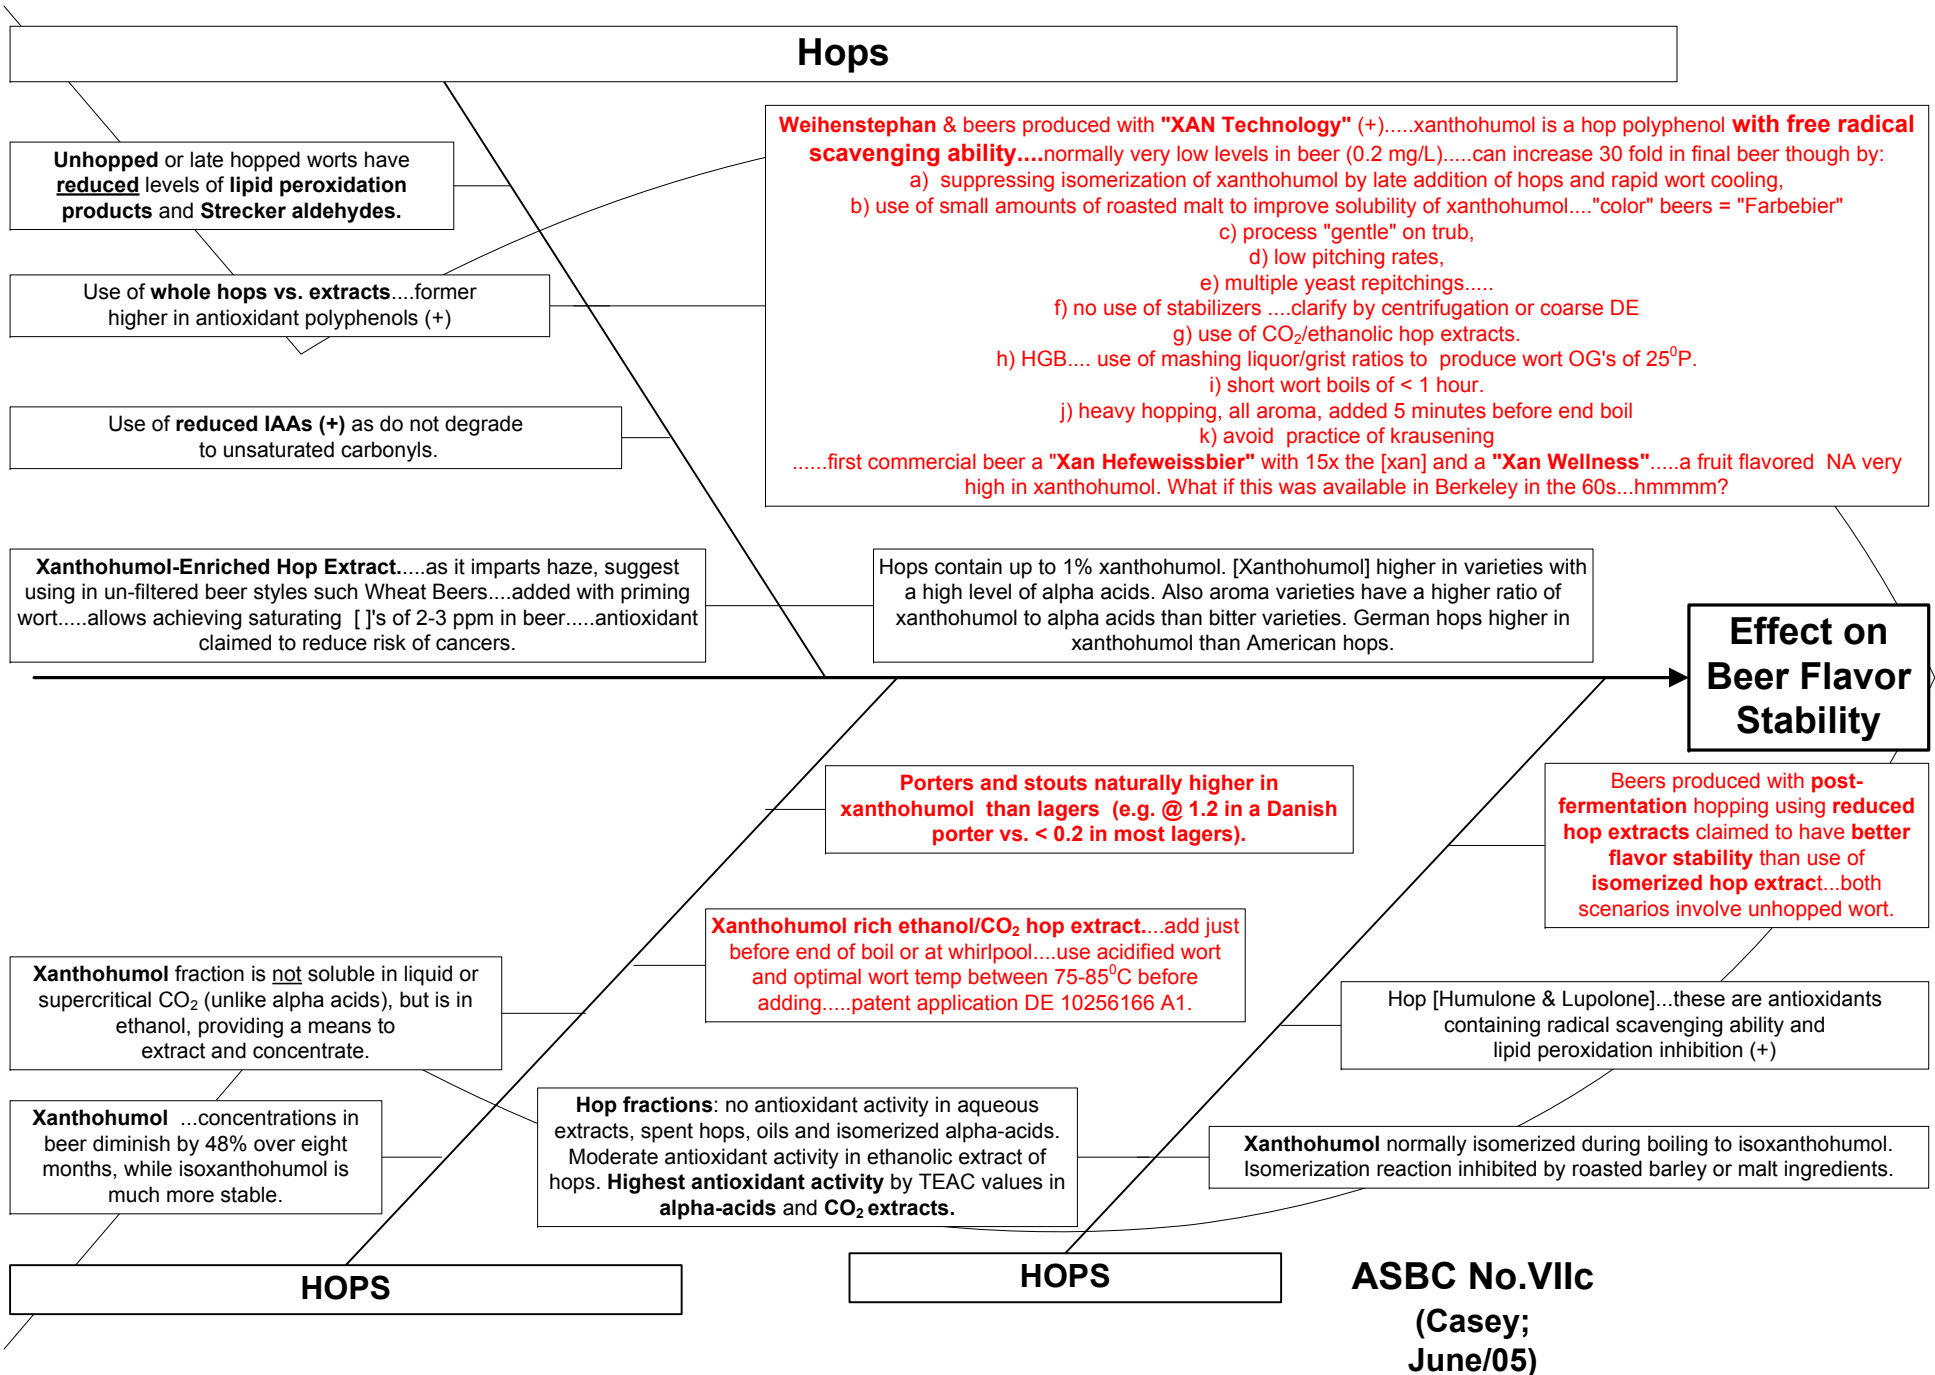 Hops
Unhopped or late hopped worts have
reduced levels of lipid peroxidation
products and Strecker aldehydes.
Use of whole hops vs. extracts....former
higher in antioxidant polyphenols (+)
Use of reduced IAAs (+) as do not degrade
to unsaturated carbonyls.
Weihenstephan & beers produced with "XAN Technology" (+).....xanthohumol is a hop polyphenol with free radical
scavenging ability....normally very low levels in beer (0.2 mg/L).....can increase 30 fold in final beer though by:
a) suppressing isomerization of xanthohumol by late addition of hops and rapid wort cooling,
b) use of small amounts of roasted malt to improve solubility of xanthohumol...."color" beers = "Farbebier"
c) process "gentle" on trub,
d) low pitching rates,
e) multiple yeast repitchings.....
f) no use of stabilizers ....clarify by centrifugation or coarse DE
g) use of CO₂/ethanolic hop extracts.
h) HGB.... use of mashing liquor/grist ratios to produce wort OG's of 25⁰P.
i) short wort boils of < 1 hour.
j) heavy hopping, all aroma, added 5 minutes before end boil
k) avoid practice of krausening
......first commercial beer a "Xan Hefeweissbier" with 15x the [xan] and a "Xan Wellness".....a fruit flavored NA very
high in xanthohumol. What if this was available in Berkeley in the 60s...hmmmm?
Xanthohumol-Enriched Hop Extract.....as it imparts haze, suggest
using in un-filtered beer styles such Wheat Beers....added with priming
wort.....allows achieving saturating [ ]'s of 2-3 ppm in beer.....antioxidant
claimed to reduce risk of cancers.
Hops contain up to 1% xanthohumol. [Xanthohumol] higher in varieties with
a high level of alpha acids. Also aroma varieties have a higher ratio of
xanthohumol to alpha acids than bitter varieties. German hops higher in
xanthohumol than American hops.
Effect on
Beer Flavor
Stability
Porters and stouts naturally higher in
xanthohumol than lagers (e.g. @ 1.2 in a Danish
porter vs. < 0.2 in most lagers).
Beers produced with post-
fermentation hopping using reduced
hop extracts claimed to have better
flavor stability than use of
isomerized hop extract...both
scenarios involve unhopped wort.
Xanthohumol rich ethanol/CO₂ hop extract.....add just
before end of boil or at whirlpool....use acidified wort
and optimal wort temp between 75-85⁰C before
adding.....patent application DE 10256166 A1.
Xanthohumol fraction is not soluble in liquid or
supercritical CO₂ (unlike alpha acids), but is in
ethanol, providing a means to
extract and concentrate.
Hop [Humulone & Lupolone]...these are antioxidants
containing radical scavenging ability and
lipid peroxidation inhibition (+)
Xanthohumol ...concentrations in
beer diminish by 48% over eight
months, while isoxanthohumol is
much more stable.
Hop fractions: no antioxidant activity in aqueous
extracts, spent hops, oils and isomerized alpha-acids.
Moderate antioxidant activity in ethanolic extract of
hops. Highest antioxidant activity by TEAC values in
alpha-acids and CO₂ extracts.
Xanthohumol normally isomerized during boiling to isoxanthohumol.
Isomerization reaction inhibited by roasted barley or malt ingredients.
HOPS
HOPS
ASBC No.VIIc
(Casey;
June/05)